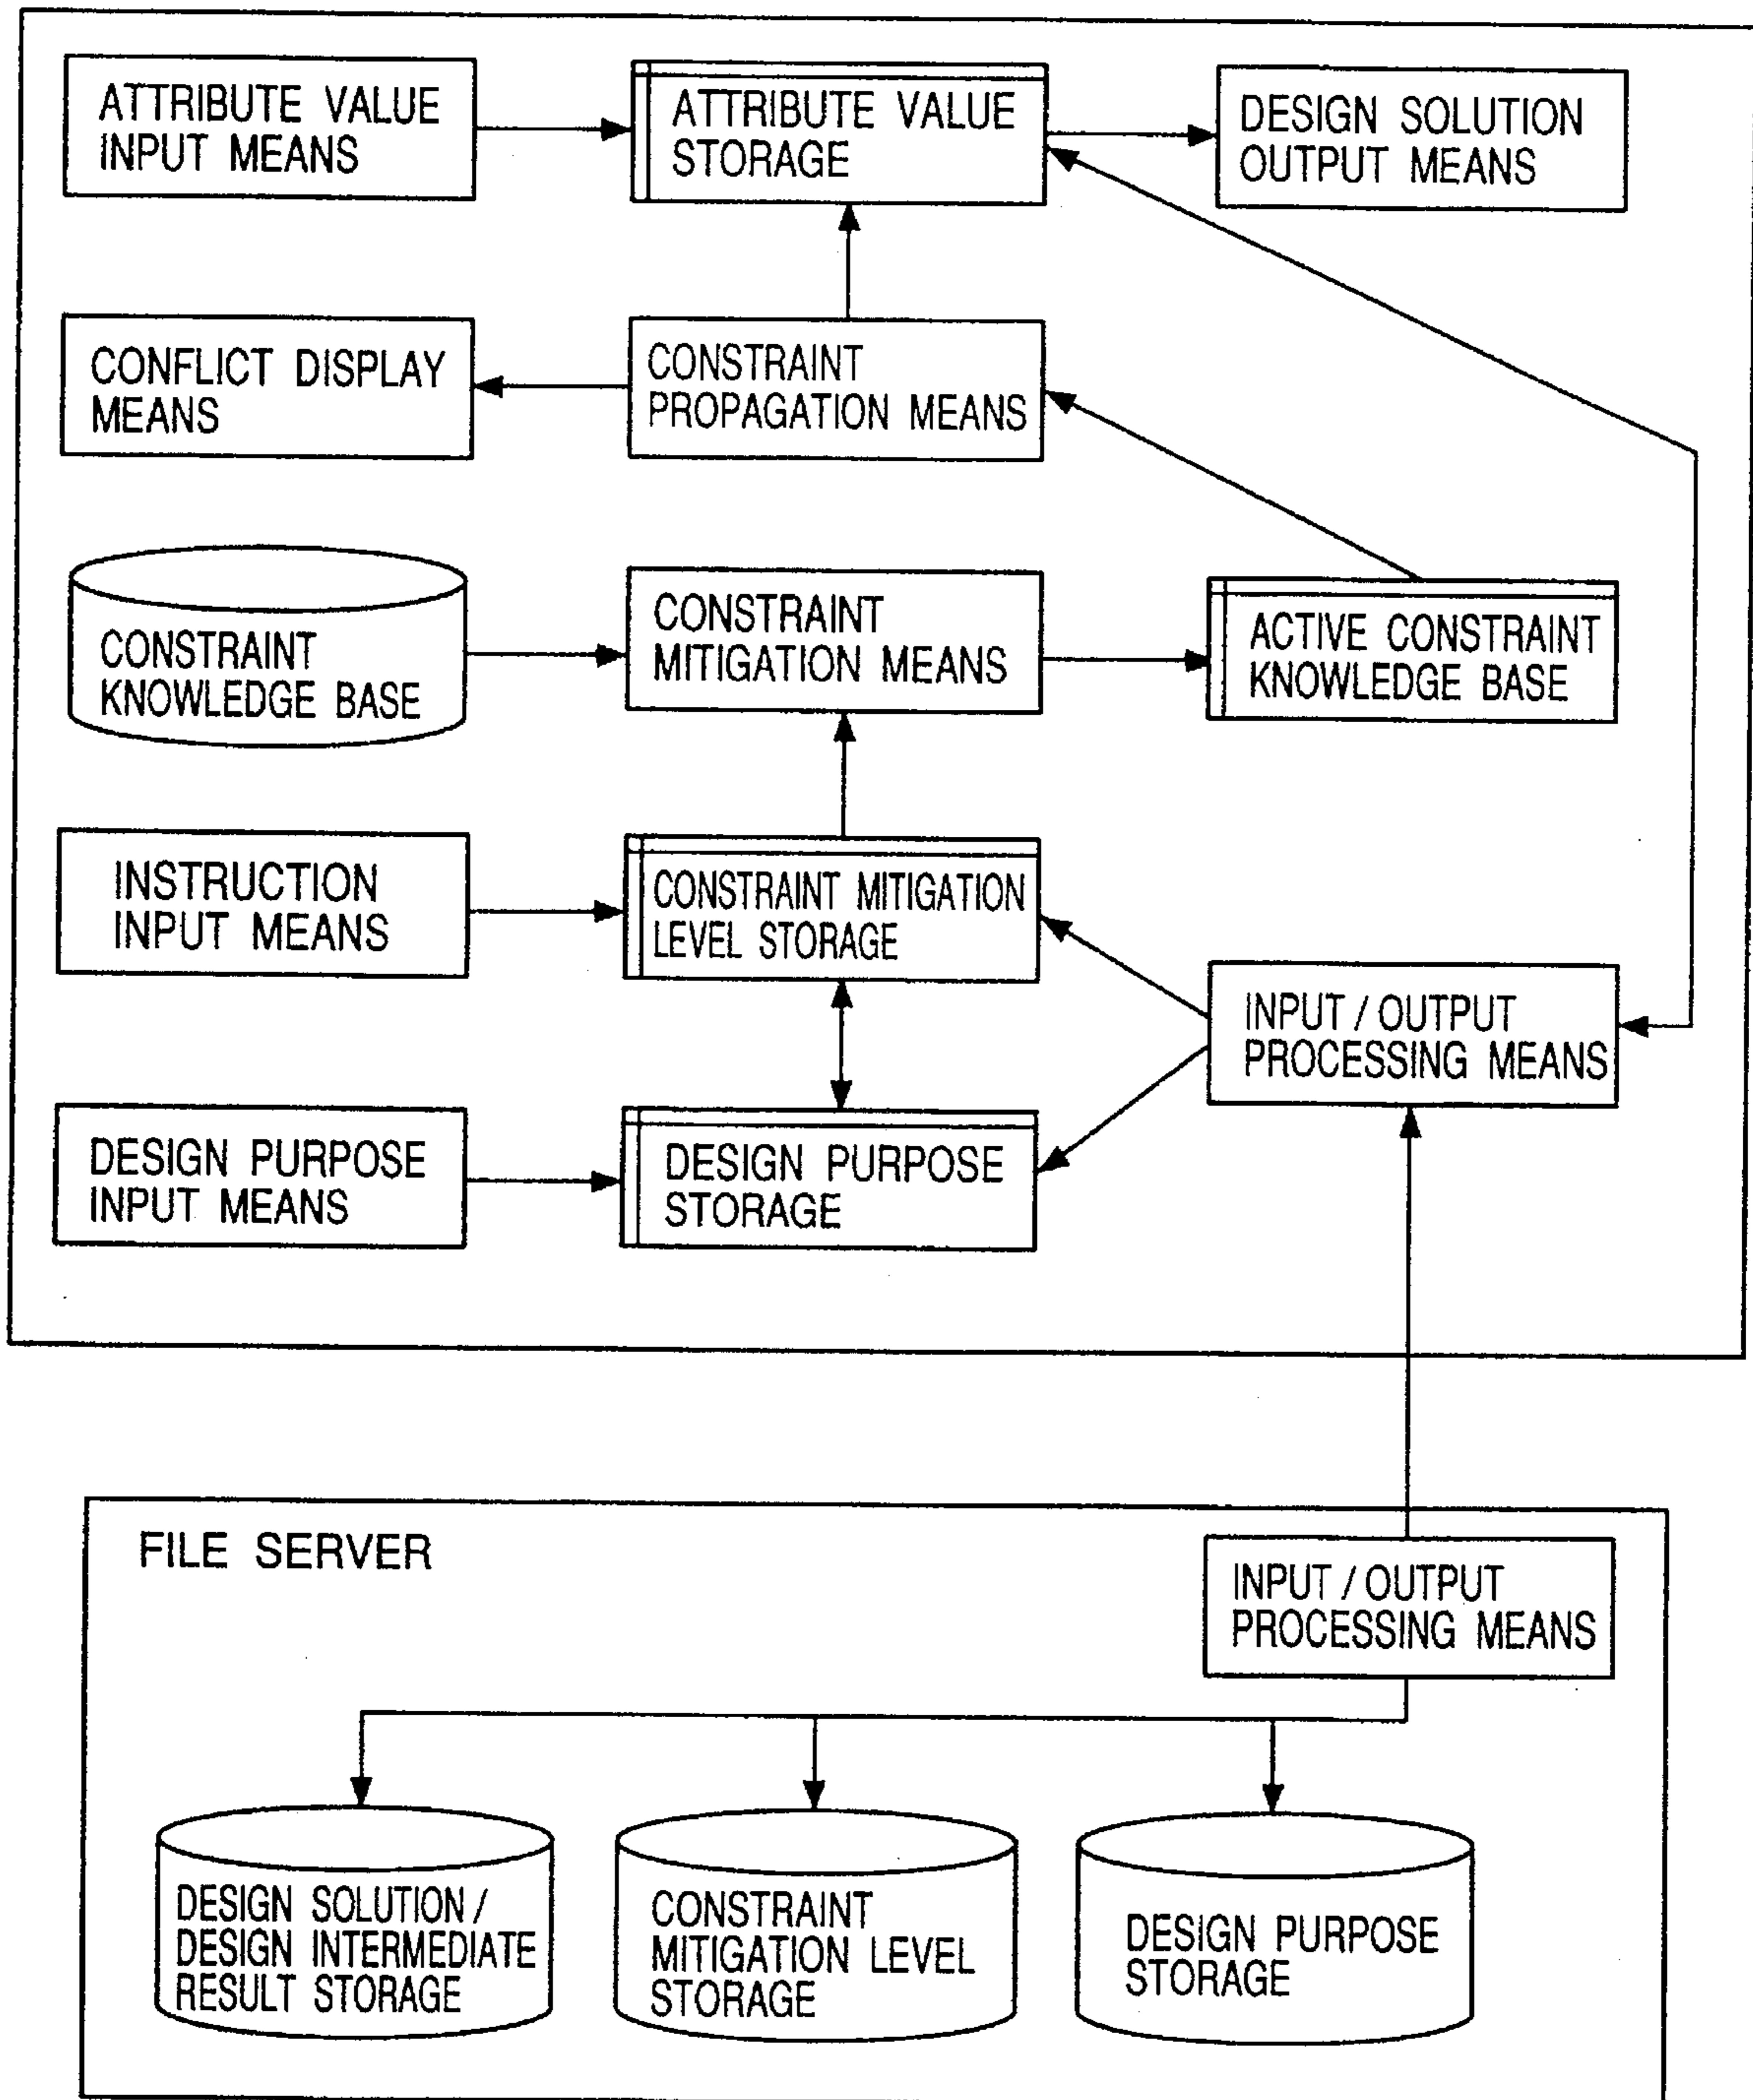 ATTRIBUTE VALUE
INPUT MEANS
ATTRIBUTE VALUE
STORAGE
DESIGN SOLUTION
OUTPUT MEANS
CONFLICT DISPLAY
MEANS
CONSTRAINT
PROPAGATION MEANS
CONSTRAINT
KNOWLEDGE BASE
CONSTRAINT
MITIGATION MEANS
ACTIVE CONSTRAINT
KNOWLEDGE BASE
INSTRUCTION
INPUT MEANS
CONSTRAINT MITIGATION
LEVEL STORAGE
INPUT / OUTPUT
PROCESSING MEANS
DESIGN PURPOSE
INPUT MEANS
DESIGN PURPOSE
STORAGE
FILE SERVER
INPUT / OUTPUT
PROCESSING MEANS
DESIGN SOLUTION /
DESIGN INTERMEDIATE
RESULT STORAGE
CONSTRAINT
MITIGATION LEVEL
STORAGE
DESIGN PURPOSE
STORAGE